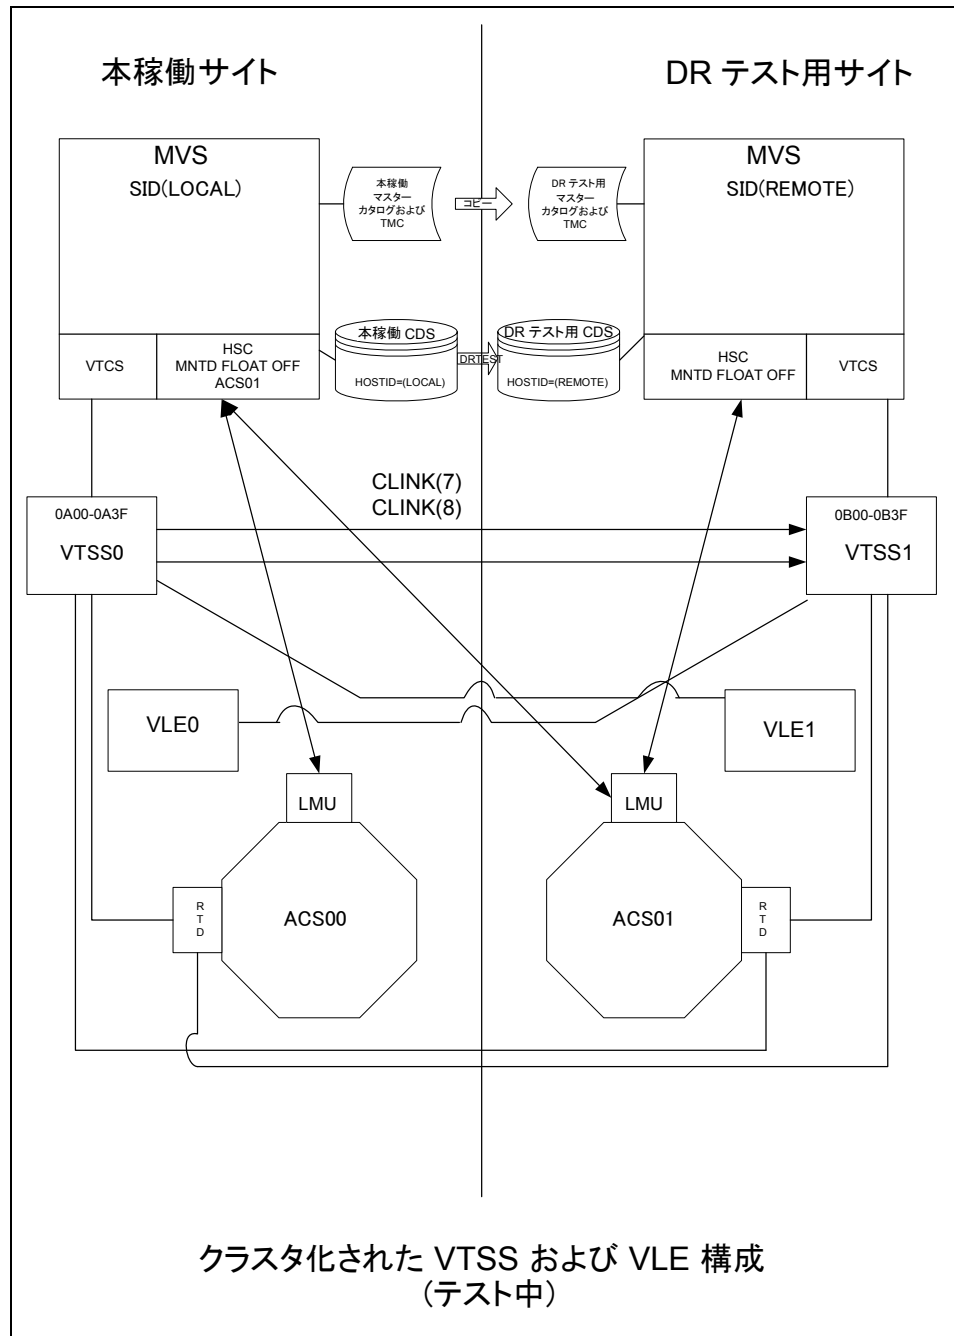 本稼働サイト
DR テスト用サイト
MVS
SID(LOCAL)
本稼働
マスター
カタログおよび
TMC
コピー
DR テスト用
マスター
カタログおよび
TMC
MVS
SID(REMOTE)
VTCS
HSC
MNTD FLOAT OFF
ACS01
本稼働 CDS
HOSTID=(LOCAL)
DRTEST
DR テスト用 CDS
HOSTID=(REMOTE)
HSC
MNTD FLOAT OFF
VTCS
CLINK(7)
CLINK(8)
0A00-0A3F
VTSS0
0B00-0B3F
VTSS1
VLE0
VLE1
LMU
LMU
RTD
ACS00
ACS01
RTD
クラスタ化された VTSS および VLE 構成
(テスト中)